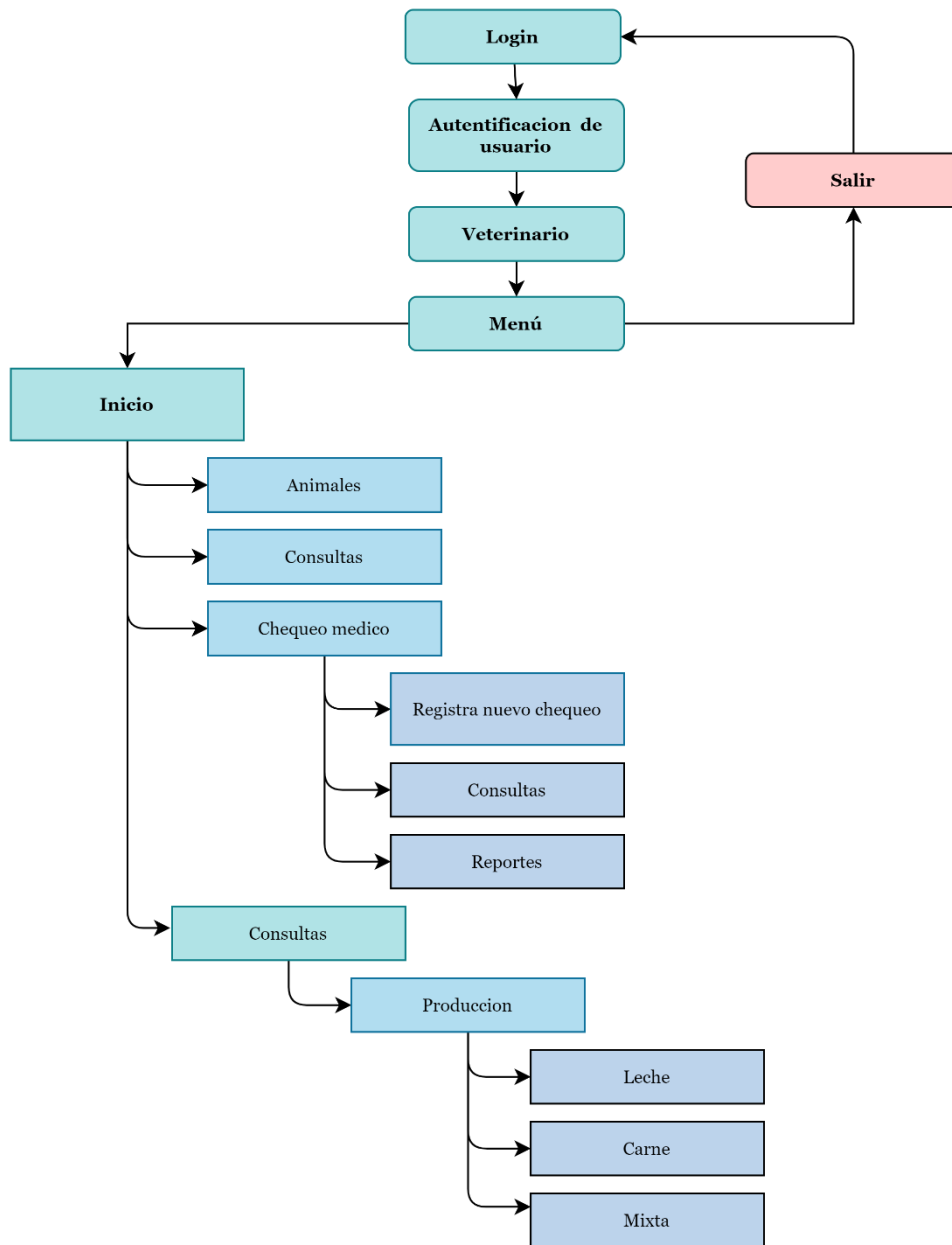 Login
Autentificacion de
usuario
Salir
Veterinario
Menú
Inicio
Animales
Consultas
Chequeo medico
Registra nuevo chequeo
Consultas
Reportes
Consultas
Produccion
Leche
Carne
Mixta